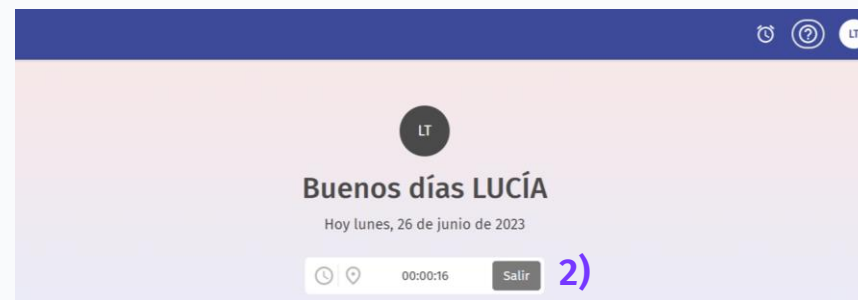 LT
LT
Buenos días LUCÍA
Hoy lunes, 26 de junio de 2023
00:00:16 Salir 2)